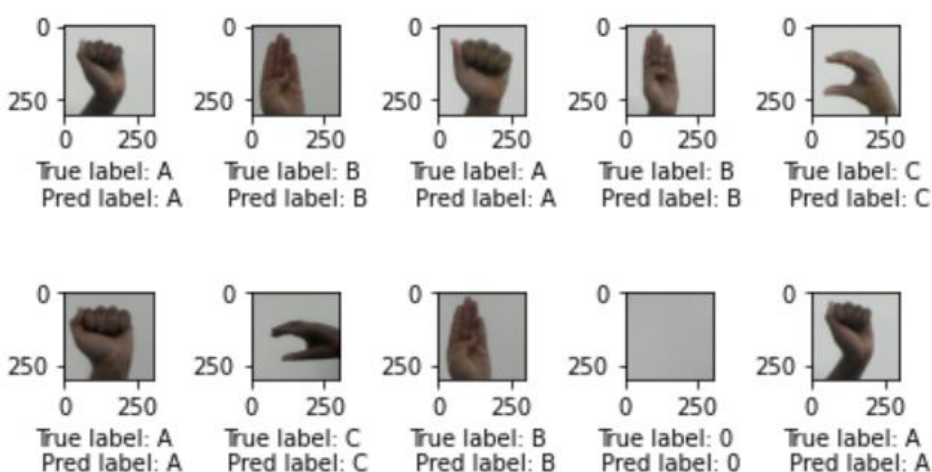 0
250
0 250
True label: A
Pred label: A
0
250
0 250
True label: B
Pred label: B
0
250
0 250
True label: A
Pred label: A
0
250
0 250
True label: B
Pred label: B
0
250
0 250
True label: C
Pred label: C
0
250
0 250
True label: A
Pred label: A
0
250
0 250
True label: C
Pred label: C
0
250
0 250
True label: B
Pred label: B
0
250
0 250
True label: 0
Pred label: 0
0
250
0 250
True label: A
Pred label: A